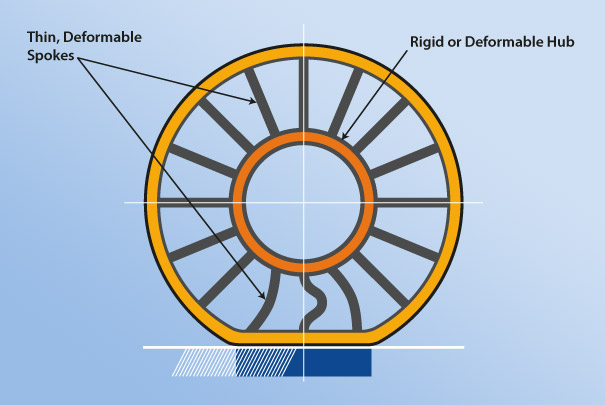 Thin, Deformable
Spokes
Rigid or Deformable Hub